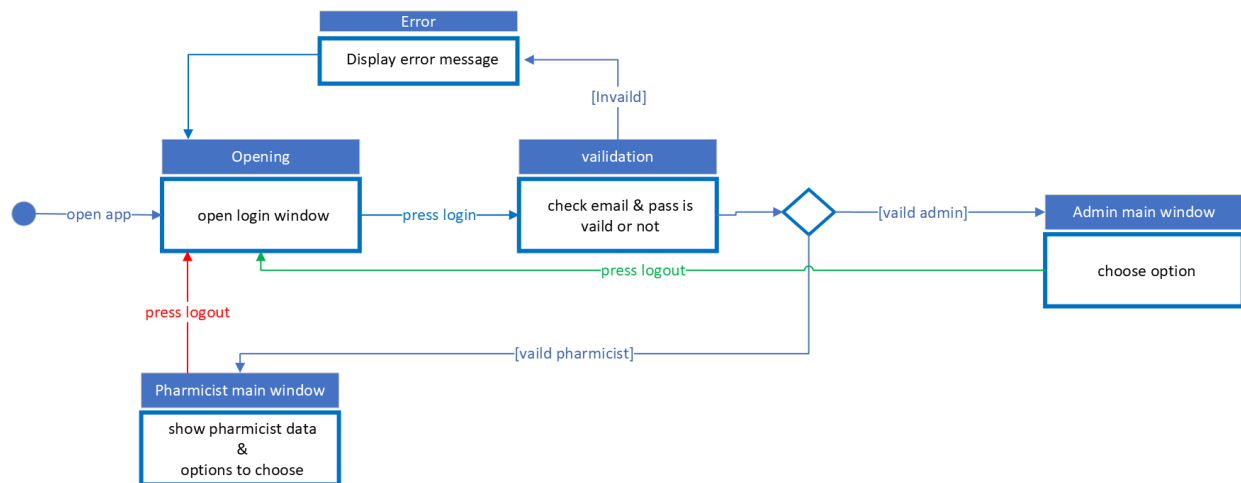 Error
Display error message
[Invaild]
Opening
vailidation
open app
open login window
press login
check email & pass is
vaild or not
[vaild admin]
Admin main window
choose option
press logout
press logout
[vaild pharmicist]
Pharmicist main window
show pharmicist data
&
options to choose